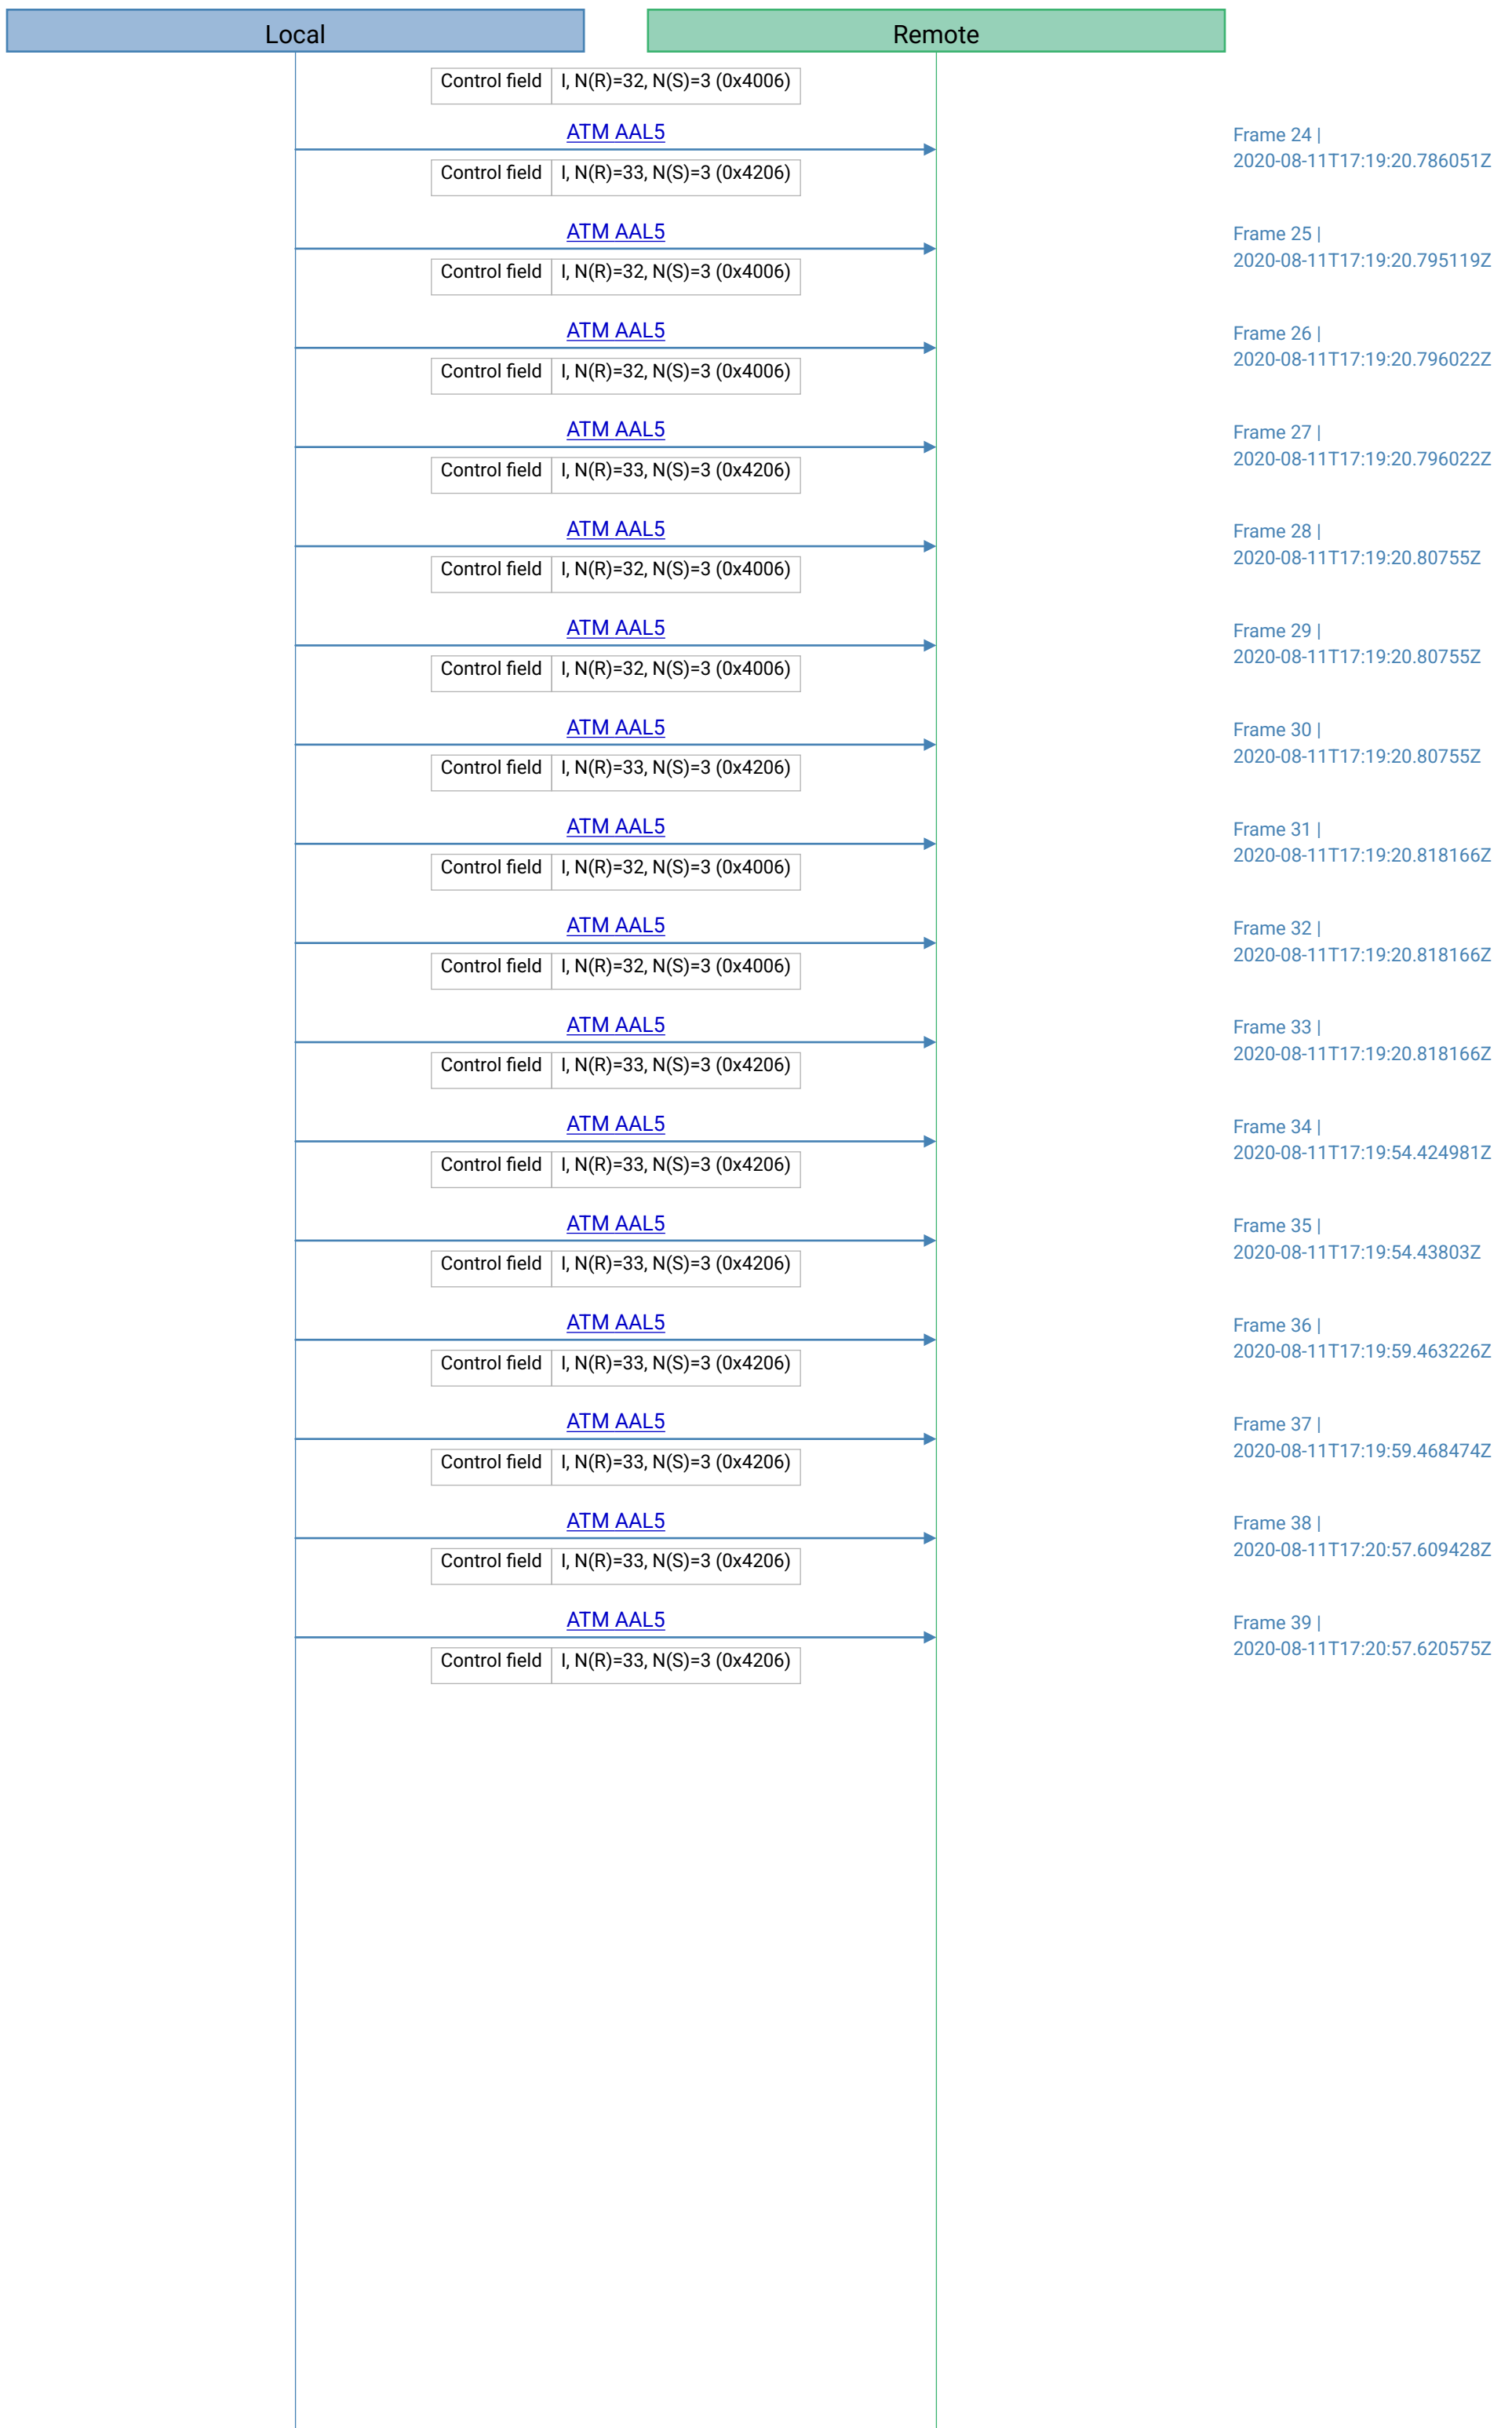 Local Remote
Control field I, N(R)=32, N(S)=3 (0x4006)
ATM AAL5 Frame 24 |
2020-08-11T17:19:20.786051Z
Control field I, N(R)=33, N(S)=3 (0x4206)
ATM AAL5 Frame 25 |
2020-08-11T17:19:20.795119Z
Control field I, N(R)=32, N(S)=3 (0x4006)
ATM AAL5 Frame 26 |
2020-08-11T17:19:20.796022Z
Control field I, N(R)=32, N(S)=3 (0x4006)
ATM AAL5 Frame 27 |
2020-08-11T17:19:20.796022Z
Control field I, N(R)=33, N(S)=3 (0x4206)
ATM AAL5 Frame 28 |
2020-08-11T17:19:20.80755Z
Control field I, N(R)=32, N(S)=3 (0x4006)
ATM AAL5 Frame 29 |
2020-08-11T17:19:20.80755Z
Control field I, N(R)=32, N(S)=3 (0x4006)
ATM AAL5 Frame 30 |
2020-08-11T17:19:20.80755Z
Control field I, N(R)=33, N(S)=3 (0x4206)
ATM AAL5 Frame 31 |
2020-08-11T17:19:20.818166Z
Control field I, N(R)=32, N(S)=3 (0x4006)
ATM AAL5 Frame 32 |
2020-08-11T17:19:20.818166Z
Control field I, N(R)=32, N(S)=3 (0x4006)
ATM AAL5 Frame 33 |
2020-08-11T17:19:20.818166Z
Control field I, N(R)=33, N(S)=3 (0x4206)
ATM AAL5 Frame 34 |
2020-08-11T17:19:54.424981Z
Control field I, N(R)=33, N(S)=3 (0x4206)
ATM AAL5 Frame 35 |
2020-08-11T17:19:54.43803Z
Control field I, N(R)=33, N(S)=3 (0x4206)
ATM AAL5 Frame 36 |
2020-08-11T17:19:59.463226Z
Control field I, N(R)=33, N(S)=3 (0x4206)
ATM AAL5 Frame 37 |
2020-08-11T17:19:59.468474Z
Control field I, N(R)=33, N(S)=3 (0x4206)
ATM AAL5 Frame 38 |
2020-08-11T17:20:57.609428Z
Control field I, N(R)=33, N(S)=3 (0x4206)
ATM AAL5 Frame 39 |
2020-08-11T17:20:57.620575Z
Control field I, N(R)=33, N(S)=3 (0x4206)